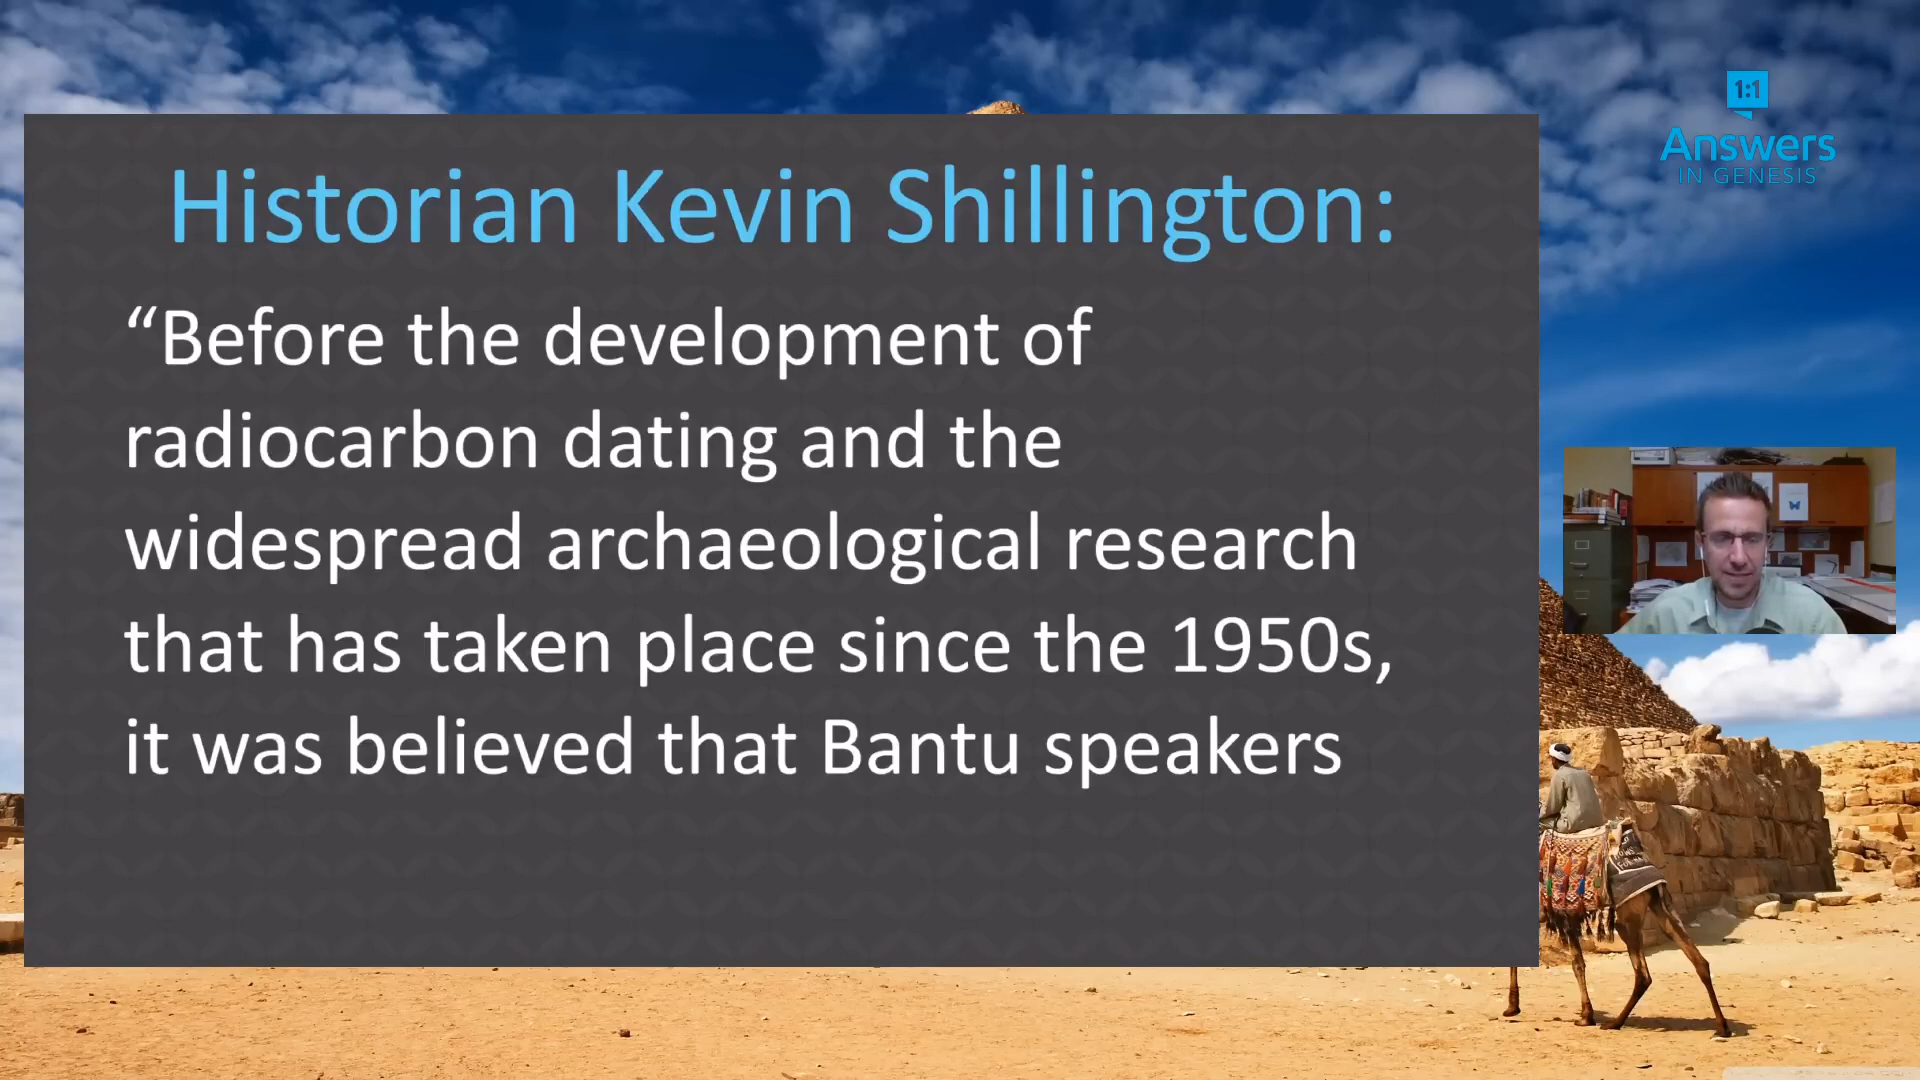 1:1
Answers
IN GENESIS
Historian Kevin Shillington:
“Before the development of
radiocarbon dating and the
widespread archaeological research
that has taken place since the 1950s,
it was believed that Bantu speakers